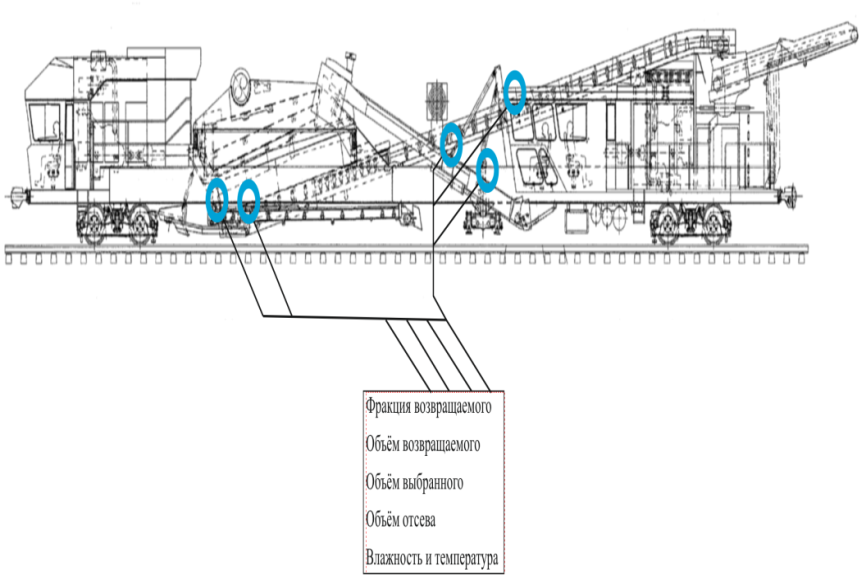 Фракция возвращаемого
Объём возвращаемого
Объём выбранного
Объём отсева
Влажность и температура